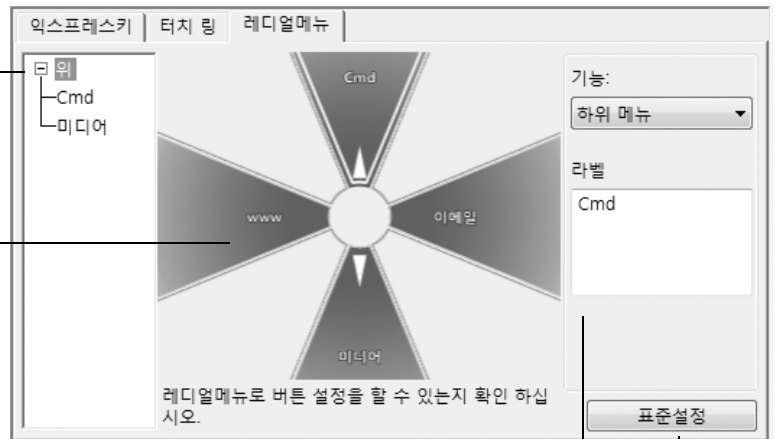 익스프레스키 터치 링 레디얼메뉴
위
Cmd
미디어
Cmd
www
이메일
미디어
레디얼메뉴로 버튼 설정을 할 수 있는지 확인 하십
시오.
기능:
하위 메뉴
라벨
Cmd
표준설정